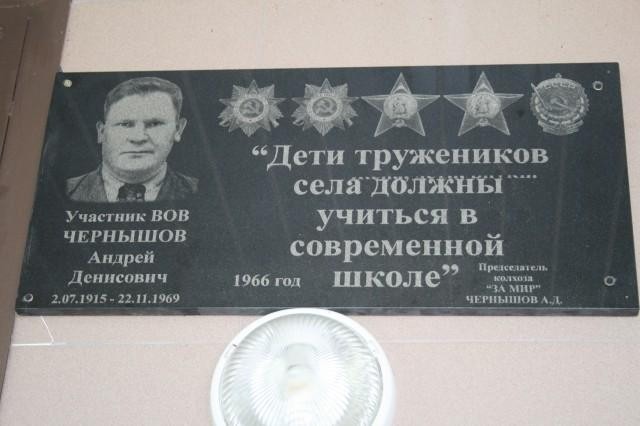 Участник ВОВ
ЧЕРНЫШОВ
Андрей
Денисович
2.07.1915 - 22.11.1969
“Дети тружеников
села должны
учиться в
современной
школе”
1966 год
Председатель
колхоза
“ЗА МИР”
ЧЕРНЫШОВ А.Д.